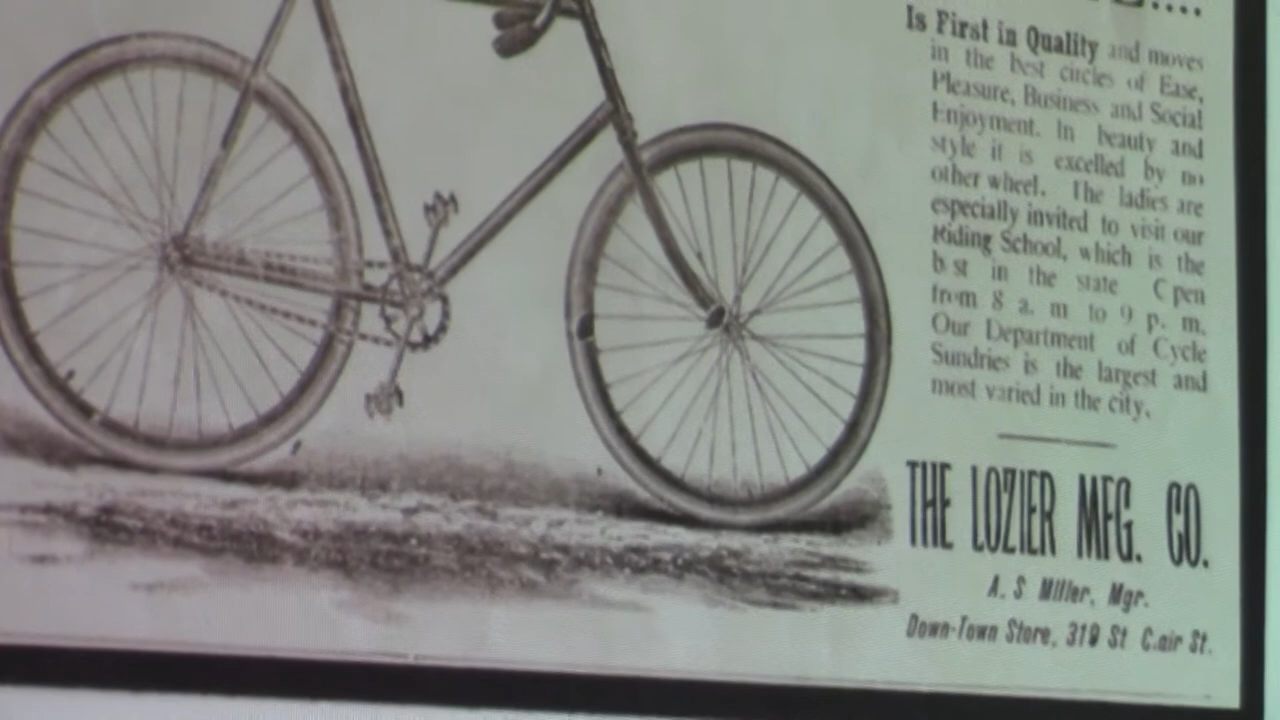 Is First in Quality and moves
in the best circles of Ease,
Pleasure, Business and Social
Enjoyment. In beauty and
style it is excelled by no
other wheel. The ladies are
especially invited to visit our
Riding School, which is the
b st in the state C pen
from 8 a. m to 9 p. m.
Our Department of Cycle
Sundries is the largest and
most varied in the city.
THE LOZIER MFG. CO.
A. S Miller, Mgr.
Down-Town Store, 319 St C.air St.